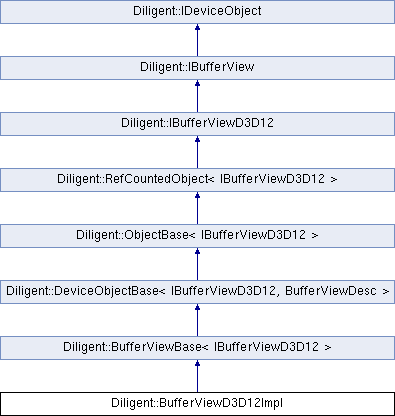 Diligent::IDeviceObject
Diligent::IBufferView
Diligent::IBufferViewD3D12
Diligent::RefCountedObject< IBufferViewD3D12 >
Diligent::ObjectBase< IBufferViewD3D12 >
Diligent::DeviceObjectBase< IBufferViewD3D12, BufferViewDesc >
Diligent::BufferViewBase< IBufferViewD3D12 >
Diligent::BufferViewD3D12Impl